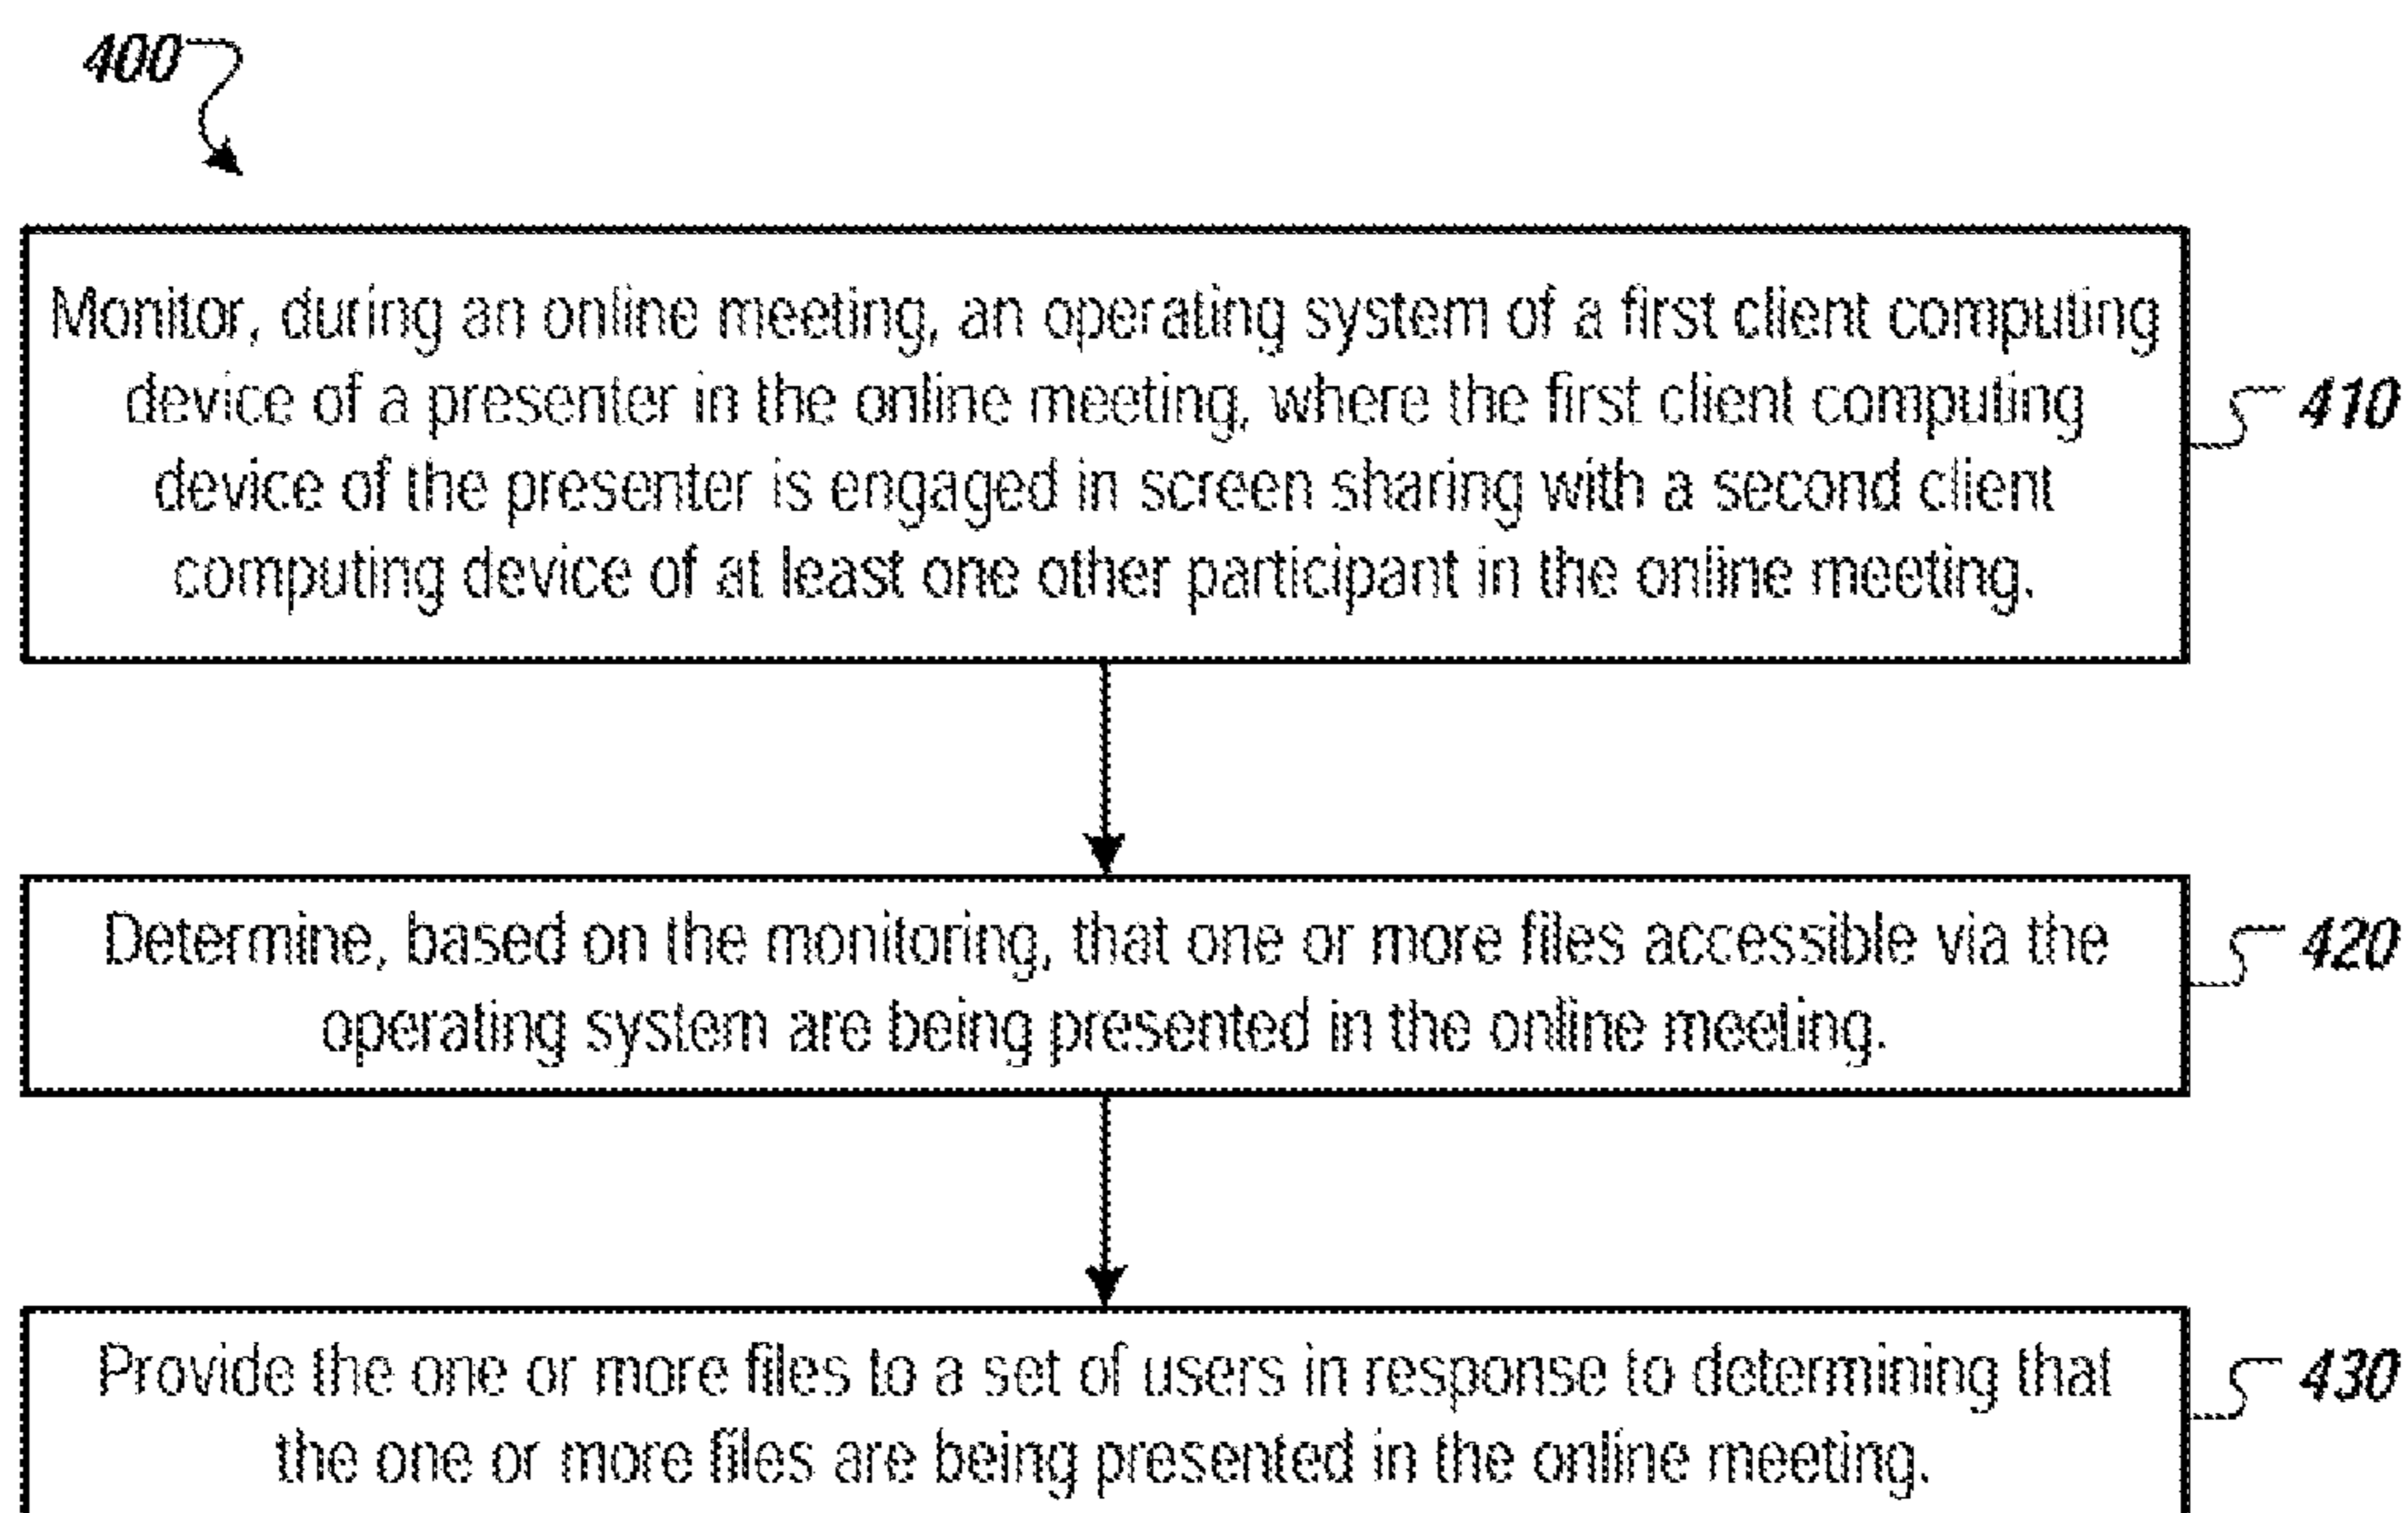 400
Monitor, during an online meeting, an operating system of a first client computing
device of a presenter in the online meeting, where the first client computing
device of the presenter is engaged in screen sharing with a second client
computing device of at least one other participant in the online meeting.
410
Determine, based on the monitoring, that one or more files accessible via the
operating system are being presented in the online meeting.
420
Provide the one or more files to a set of users in response to determining that
the one or more files are being presented in the online meeting.
430